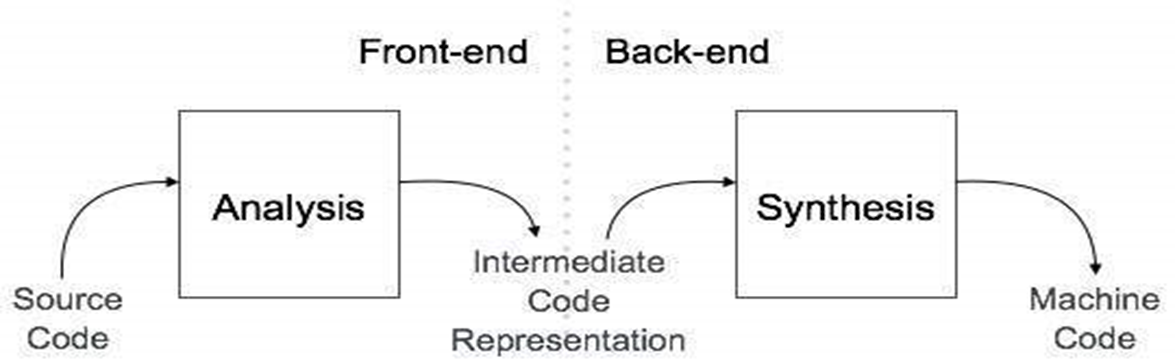 Front-end
Back-end
Analysis
Synthesis
Source
Code
Intermediate
Code
Representation
Machine
Code